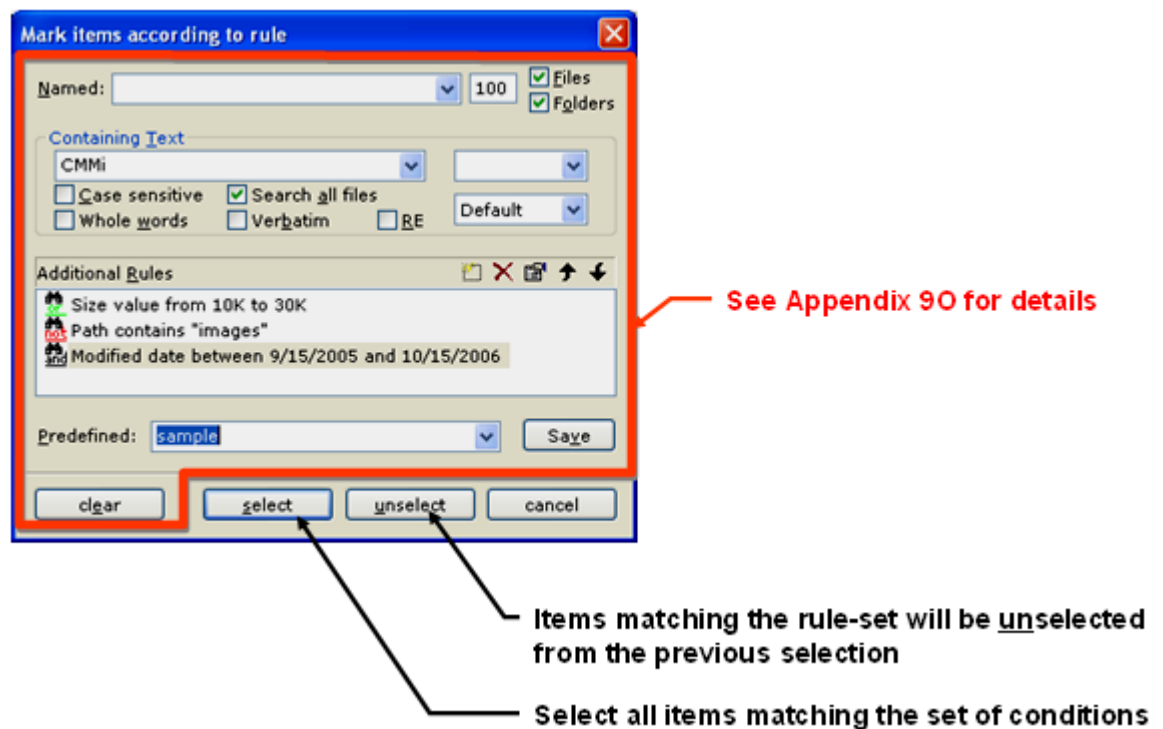 Mark items according to rule
Named: 100 Files
Folders
Containing Text
CMMi
Case sensitive Search all files
Whole words Verbatim RE Default
Additional Rules
Size value from 10K to 30K
not Path contains "images"
and Modified date between 9/15/2005 and 10/15/2006
Predefined: sample Save
clear select unselect cancel
See Appendix 9O for details
Items matching the rule-set will be unselected
from the previous selection
Select all items matching the set of conditions